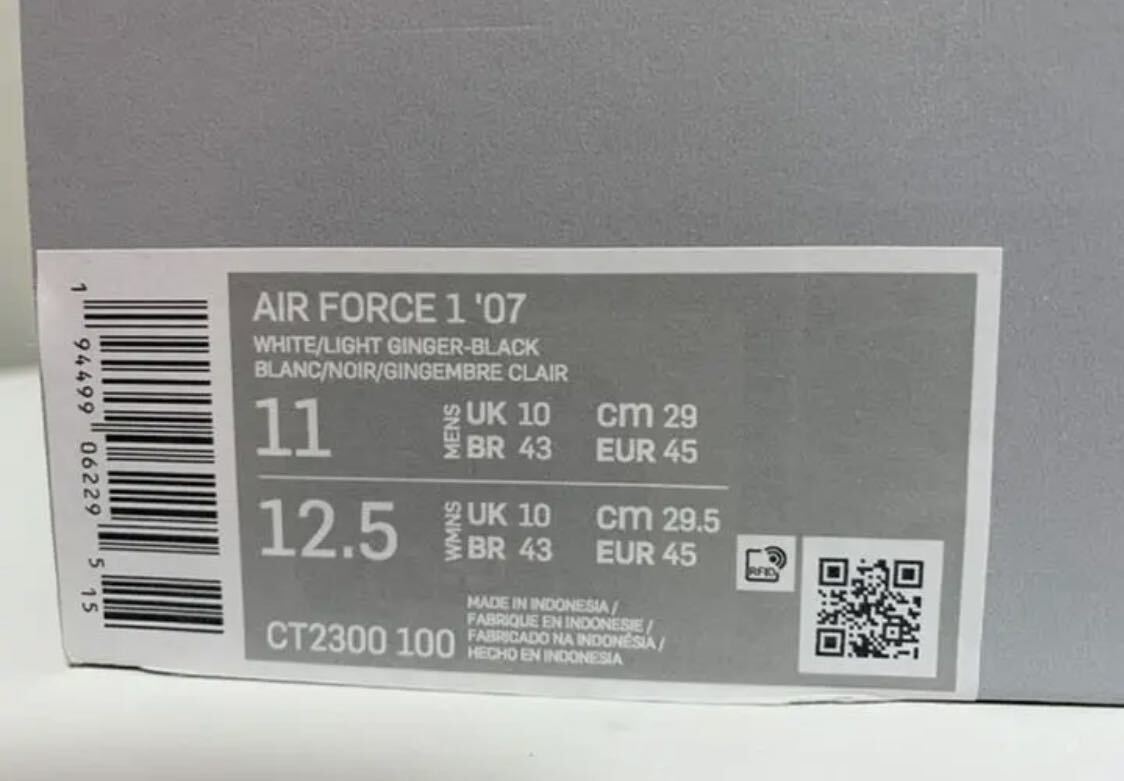 AIR FORCE 1 '07
WHITE/LIGHT GINGER-BLACK
BLANC/NOIR/GINGEMBRE CLAIR
11 MENS UK 10 cm 29
BR 43 EUR 45
12.5 WMNS UK 10 cm 29.5
BR 43 EUR 45
RFID
CT2300 100
MADE IN INDONESIA /
FABRIQUE EN INDONESIE /
FABRICADO NA INDONÉSIA /
HECHO EN INDONESIA
1 94499 06229 5 15